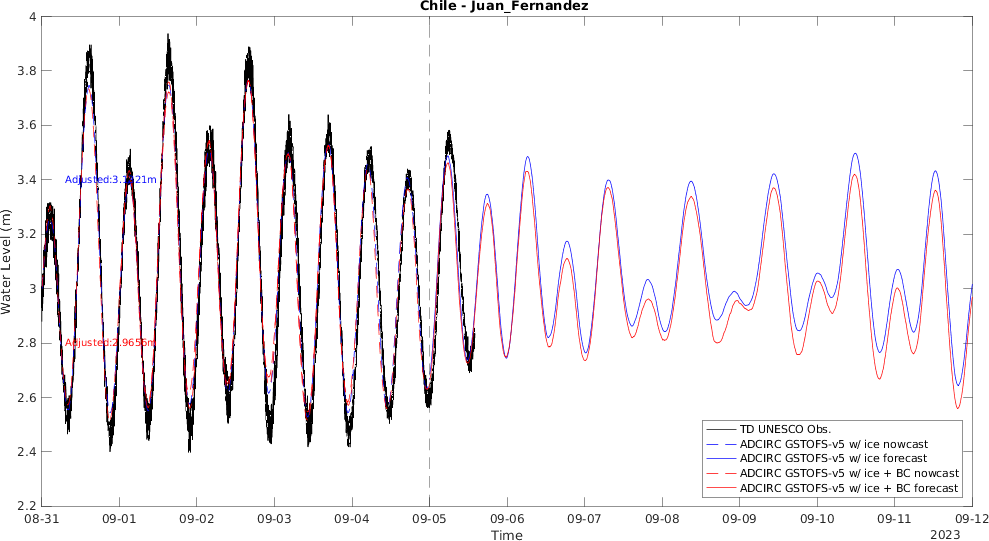 Chile - Juan_Fernandez
4
3.8
3.6
3.4
3.2
3
2.8
2.6
2.4
2.2
Water Level (m)
Adjusted:2.9656m
08-31
09-01
09-02
09-03
09-04
09-05
09-06
09-07
09-08
09-09
09-10
09-11
09-12
Time
2023
TD UNESCO Obs.
ADCIRC GSTOFS-v5 w/ ice nowcast
ADCIRC GSTOFS-v5 w/ ice forecast
ADCIRC GSTOFS-v5 w/ ice + BC nowcast
ADCIRC GSTOFS-v5 w/ ice + BC forecast